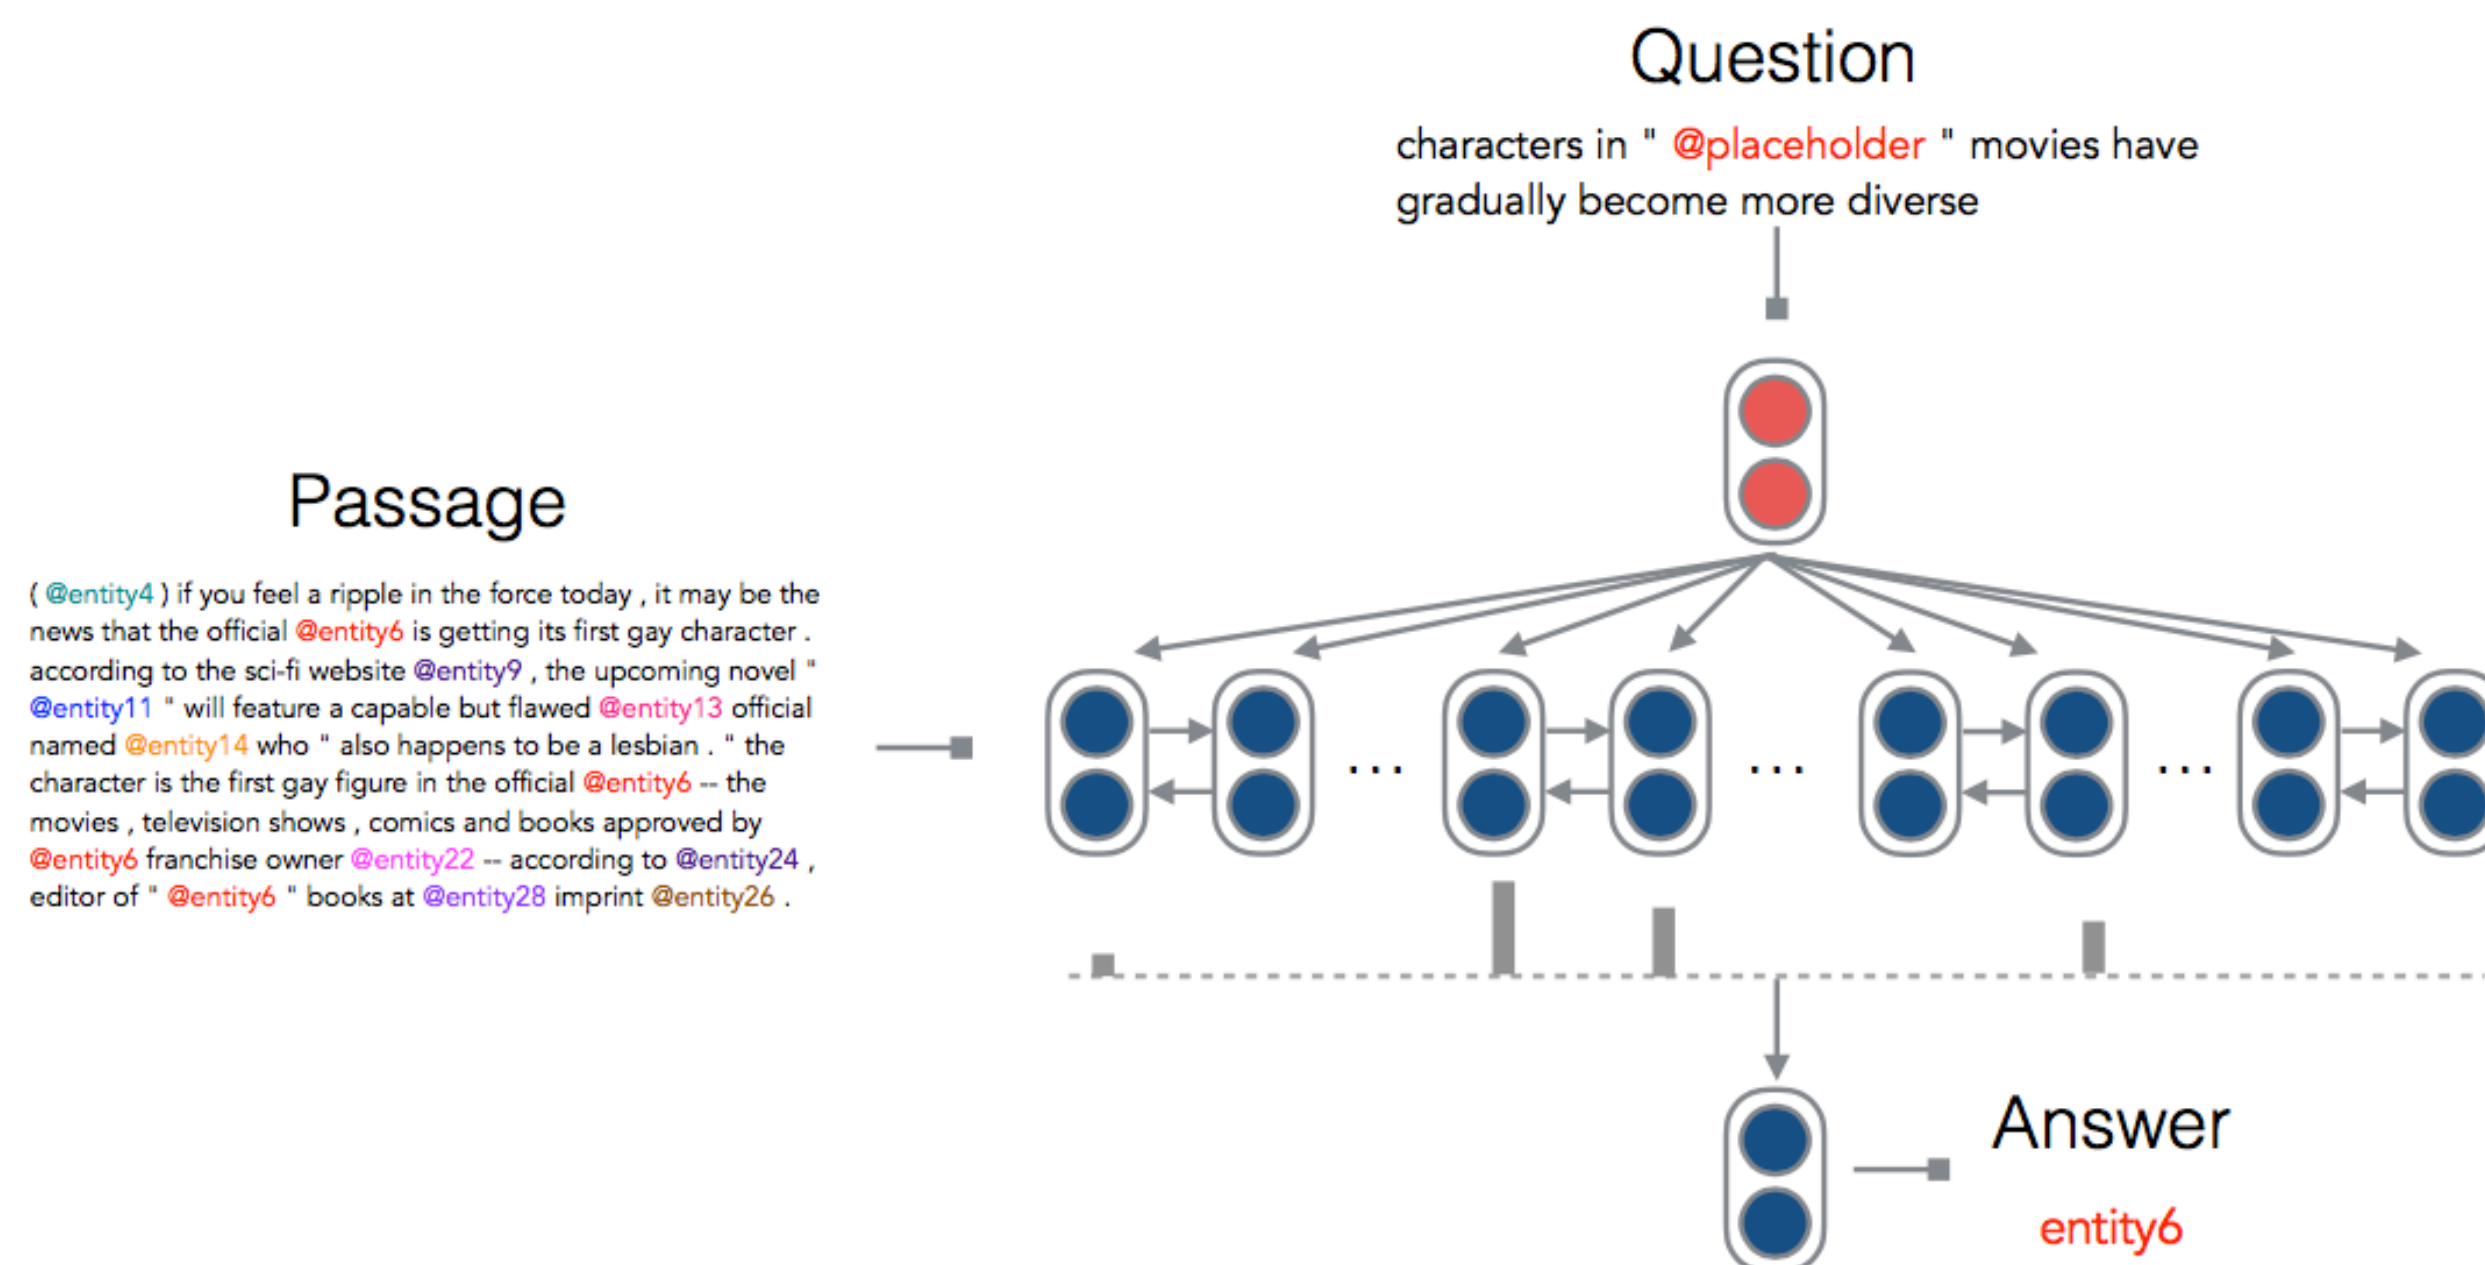 Question
characters in " @placeholder " movies have
gradually become more diverse
Passage
( @entity4 ) if you feel a ripple in the force today , it may be the
news that the official @entity6 is getting its first gay character .
according to the sci-fi website @entity9 , the upcoming novel "
@entity11 " will feature a capable but flawed @entity13 official
named @entity14 who " also happens to be a lesbian . " the
character is the first gay figure in the official @entity6 -- the
movies , television shows , comics and books approved by
@entity6 franchise owner @entity22 -- according to @entity24 ,
editor of " @entity6 " books at @entity28 imprint @entity26 .
... ... ...
Answer
entity6